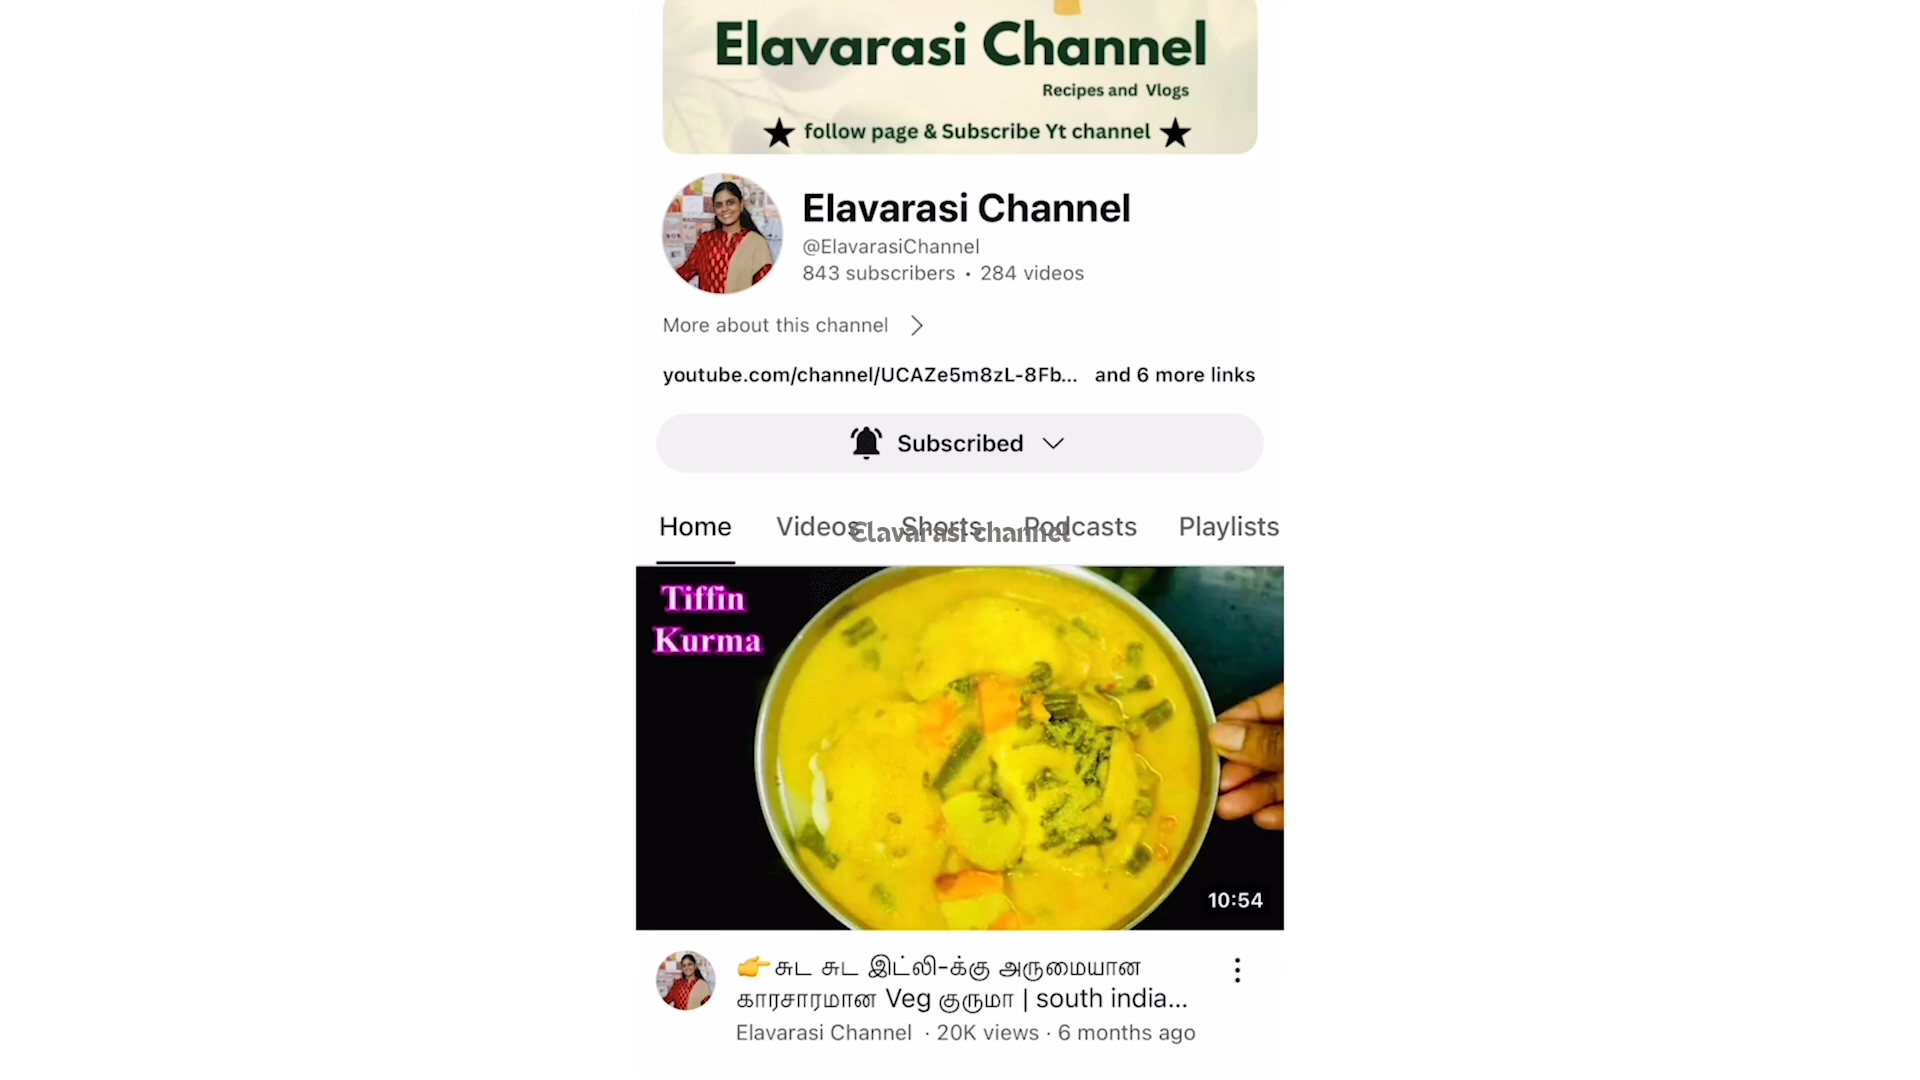 Elavarasi Channel
Recipes and Vlogs
★ follow page & Subscribe Yt channel ★
Elavarasi Channel
@ElavarasiChannel
843 subscribers • 284 videos
More about this channel >
youtube.com/channel/UCAZe5m8zL-8Fb... and 6 more links
Subscribed
Home Videos Shorts Podcasts Playlists
Elavarasi channel
Tiffin
Kurma
10:54
👉சுட சுட இட்லி-க்கு அருமையான
காரசாரமான Veg குருமா | south india...
Elavarasi Channel · 20K views · 6 months ago